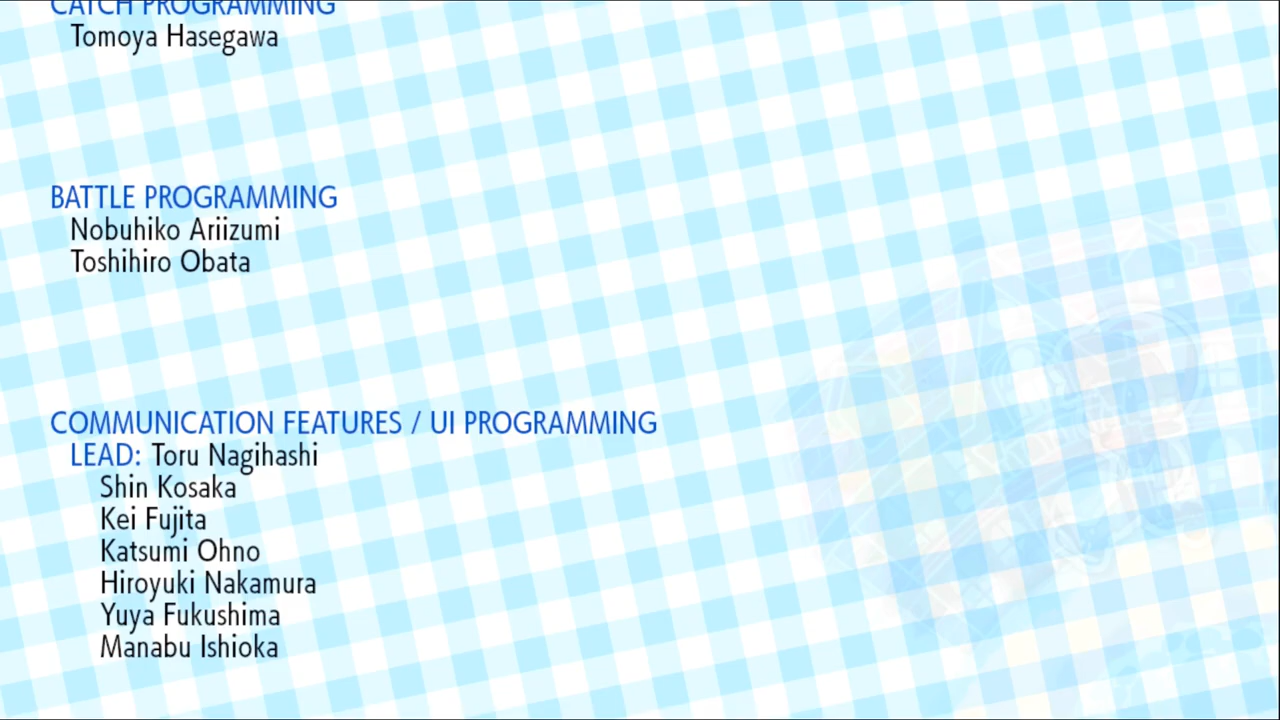 CATCH PROGRAMMING
Tomoya Hasegawa
BATTLE PROGRAMMING
Nobuhiko Ariizumi
Toshihiro Obata
COMMUNICATION FEATURES / UI PROGRAMMING
LEAD: Toru Nagihashi
Shin Kosaka
Kei Fujita
Katsumi Ohno
Hiroyuki Nakamura
Yuya Fukushima
Manabu Ishioka